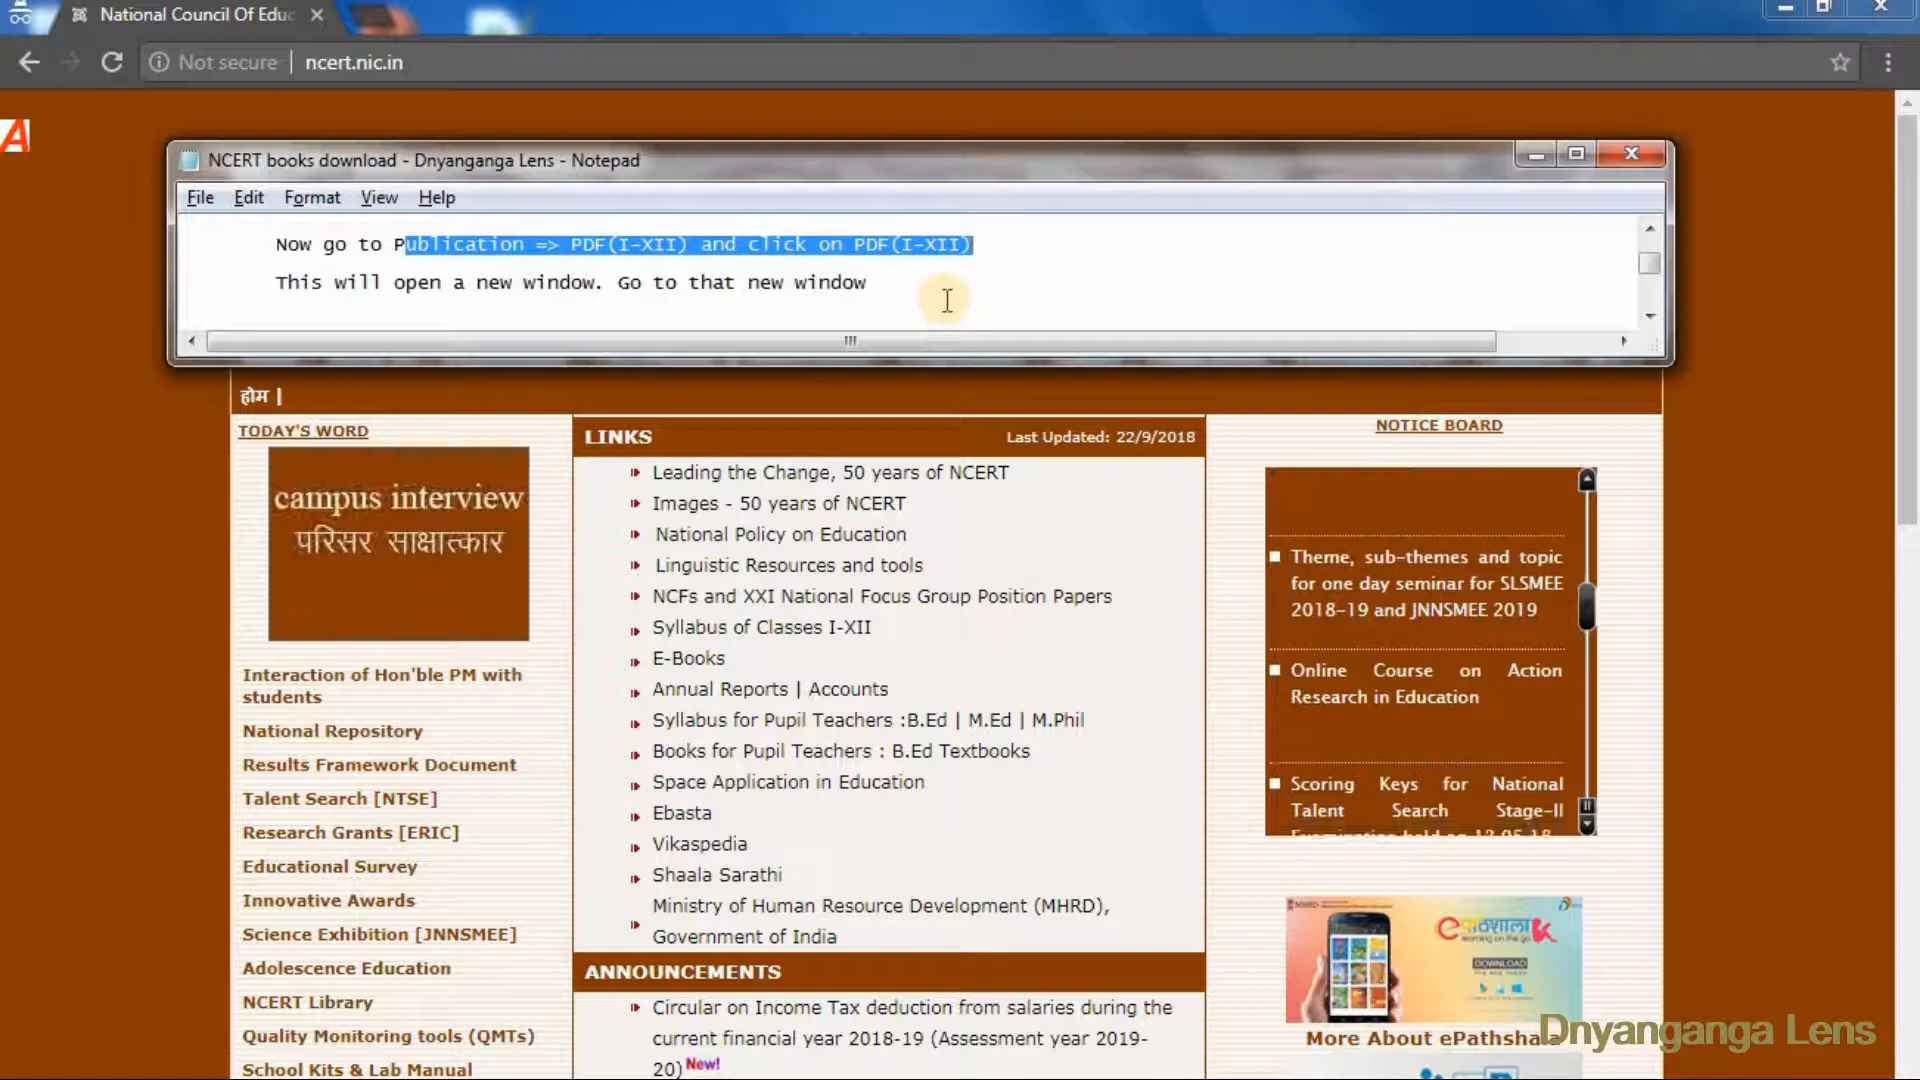 National Council Of Educ
Not secure | ncert.nic.in
A
NCERT books download - Dnyanganga Lens - Notepad
File Edit Format View Help
Now go to Publication => PDF(I-XII) and click on PDF(I-XII)
This will open a new window. Go to that new window
होम |
TODAY'S WORD
campus interview
परिसर साक्षात्कार
Interaction of Hon'ble PM with
students
National Repository
Results Framework Document
Talent Search [NTSE]
Research Grants [ERIC]
Educational Survey
Innovative Awards
Science Exhibition [JNNSMEE]
Adolescence Education
NCERT Library
Quality Monitoring tools (QMTs)
School Kits & Lab Manual
LINKS
Last Updated: 22/9/2018
Leading the Change, 50 years of NCERT
Images - 50 years of NCERT
National Policy on Education
Linguistic Resources and tools
NCFs and XXI National Focus Group Position Papers
Syllabus of Classes I-XII
E-Books
Annual Reports | Accounts
Syllabus for Pupil Teachers :B.Ed | M.Ed | M.Phil
Books for Pupil Teachers : B.Ed Textbooks
Space Application in Education
Ebasta
Vikaspedia
Shaala Sarathi
Ministry of Human Resource Development (MHRD),
Government of India
ANNOUNCEMENTS
Circular on Income Tax deduction from salaries during the
current financial year 2018-19 (Assessment year 2019-
20) New!
NOTICE BOARD
Theme, sub-themes and topic
for one day seminar for SLSMEE
2018-19 and JNNSMEE 2019
Online Course on Action
Research in Education
Scoring Keys for National
Talent Search Stage-II
DOWNLOAD
More About ePathshala
Dnyanganga Lens